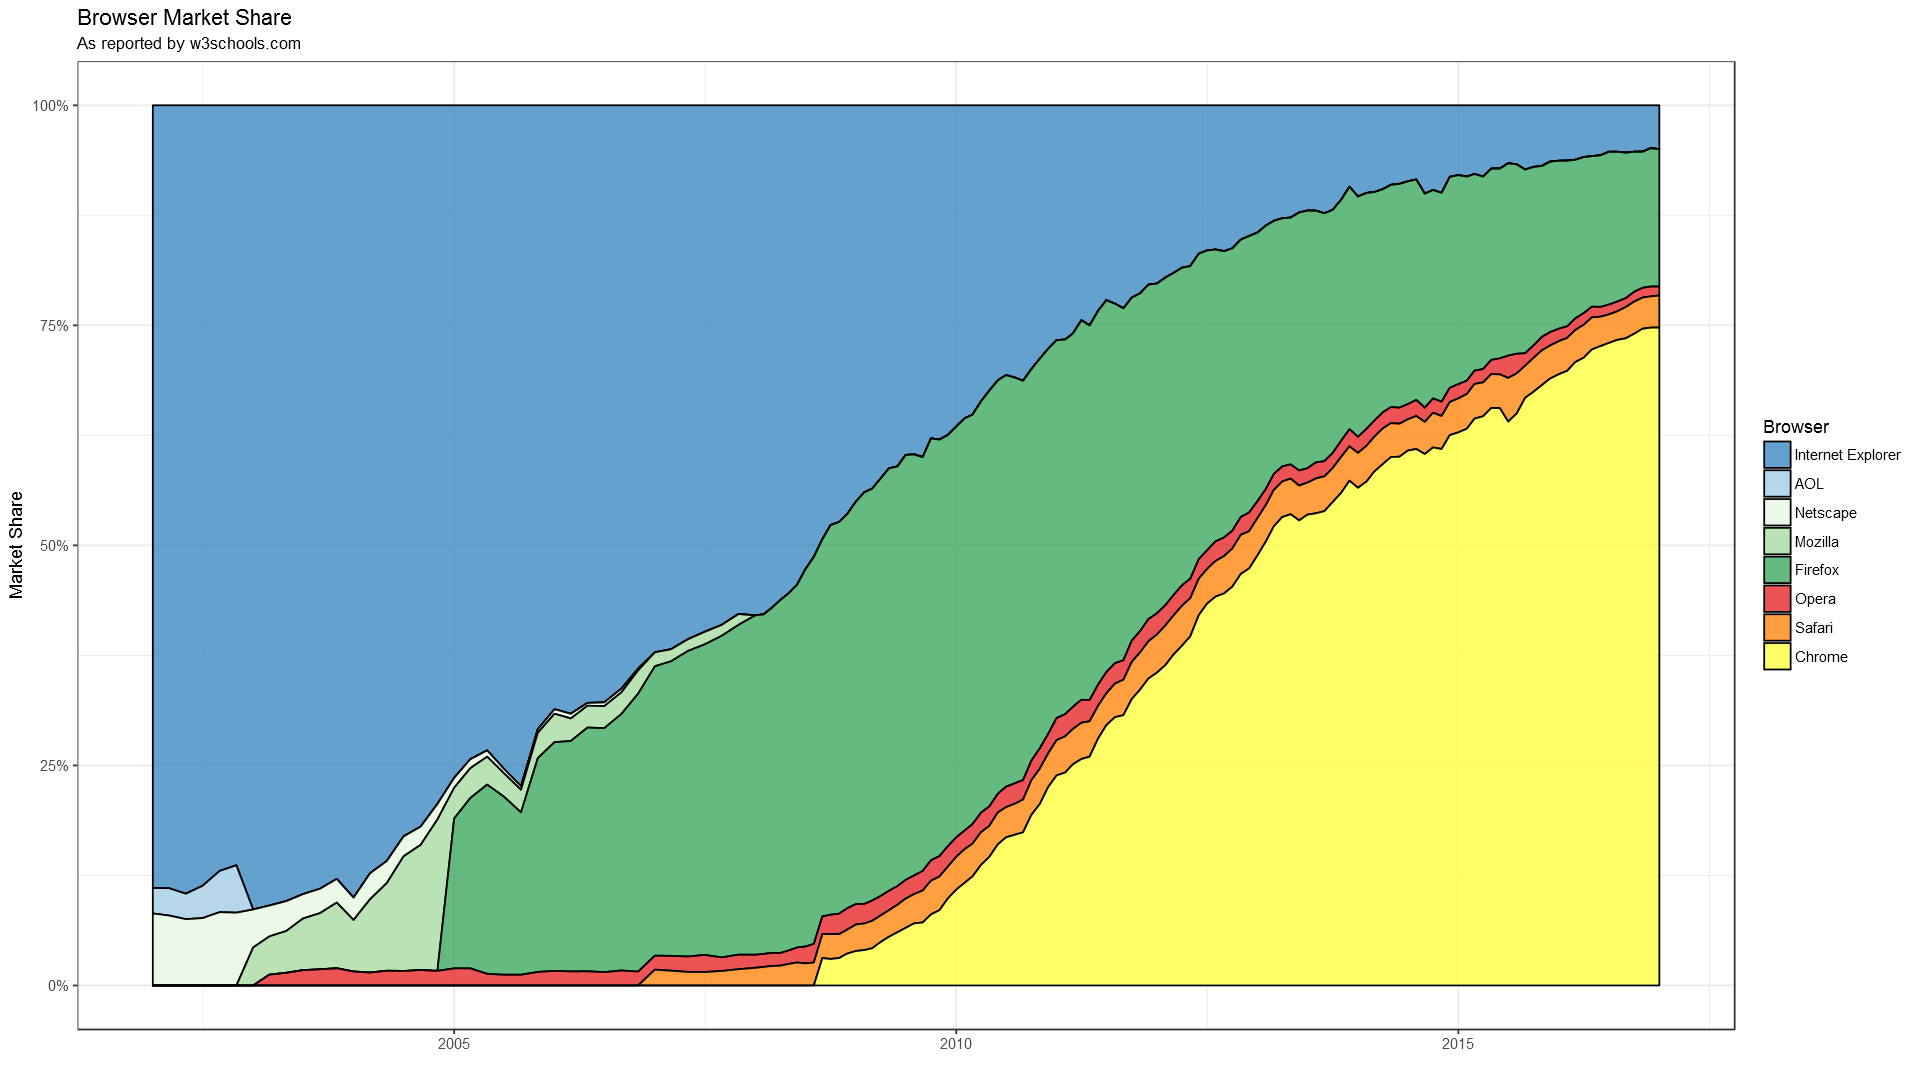 Browser Market Share
As reported by w3schools.com
100%
75%
50%
25%
0%
Market Share
2005
2010
2015
Browser
Internet Explorer
AOL
Netscape
Mozilla
Firefox
Opera
Safari
Chrome